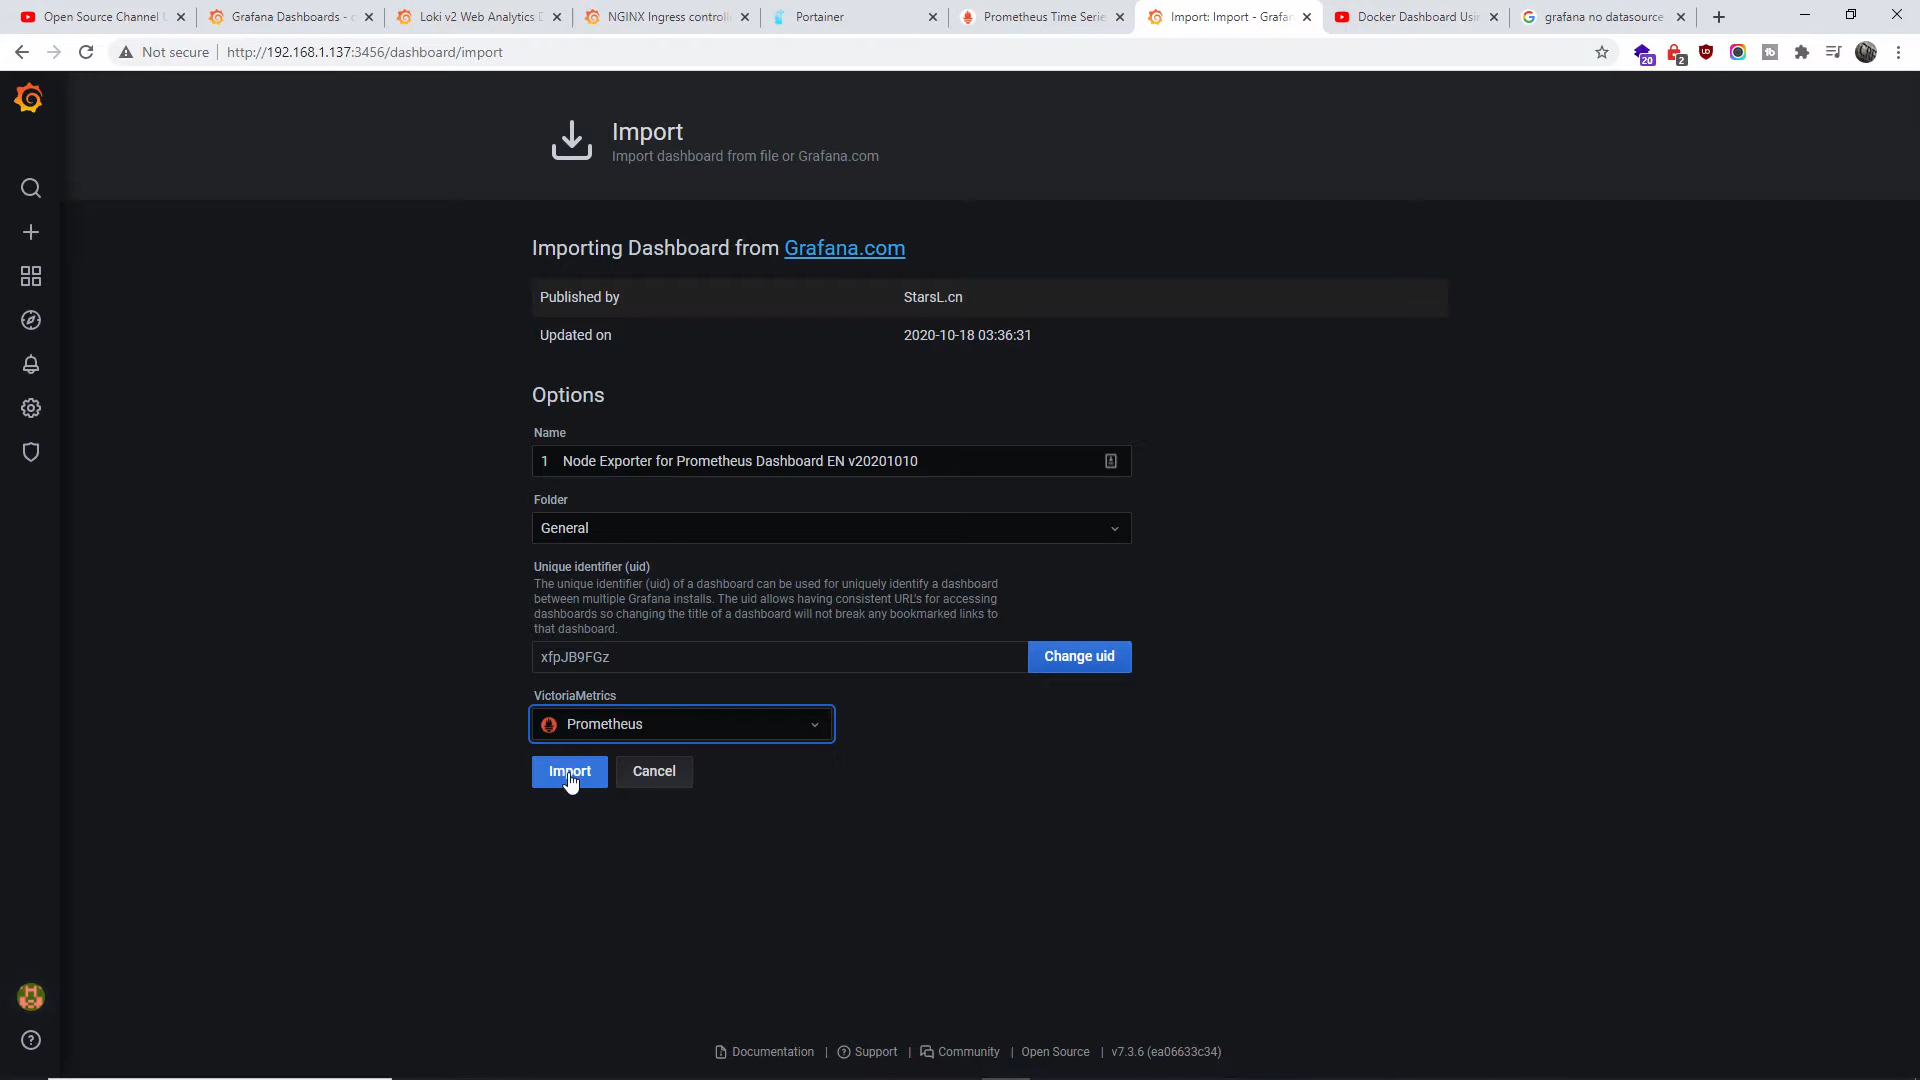 Open Source Channel
Grafana Dashboards -
Loki v2 Web Analytics
NGINX Ingress controll
Portainer
Prometheus Time Serie
Import: Import - Grafan
Docker Dashboard Usin
grafana no datasource
Not secure
http://192.168.1.137:3456/dashboard/import
20
2
Import
Import dashboard from file or Grafana.com
Importing Dashboard from Grafana.com
Published by StarsL.cn
Updated on 2020-10-18 03:36:31
Options
Name
1 Node Exporter for Prometheus Dashboard EN v20201010
Folder
General
Unique identifier (uid)
The unique identifier (uid) of a dashboard can be used for uniquely identify a dashboard
between multiple Grafana installs. The uid allows having consistent URL's for accessing
dashboards so changing the title of a dashboard will not break any bookmarked links to
that dashboard.
xfpJB9FGz
Change uid
VictoriaMetrics
Prometheus
Import Cancel
Documentation | Support | Community | Open Source | v7.3.6 (ea06633c34)